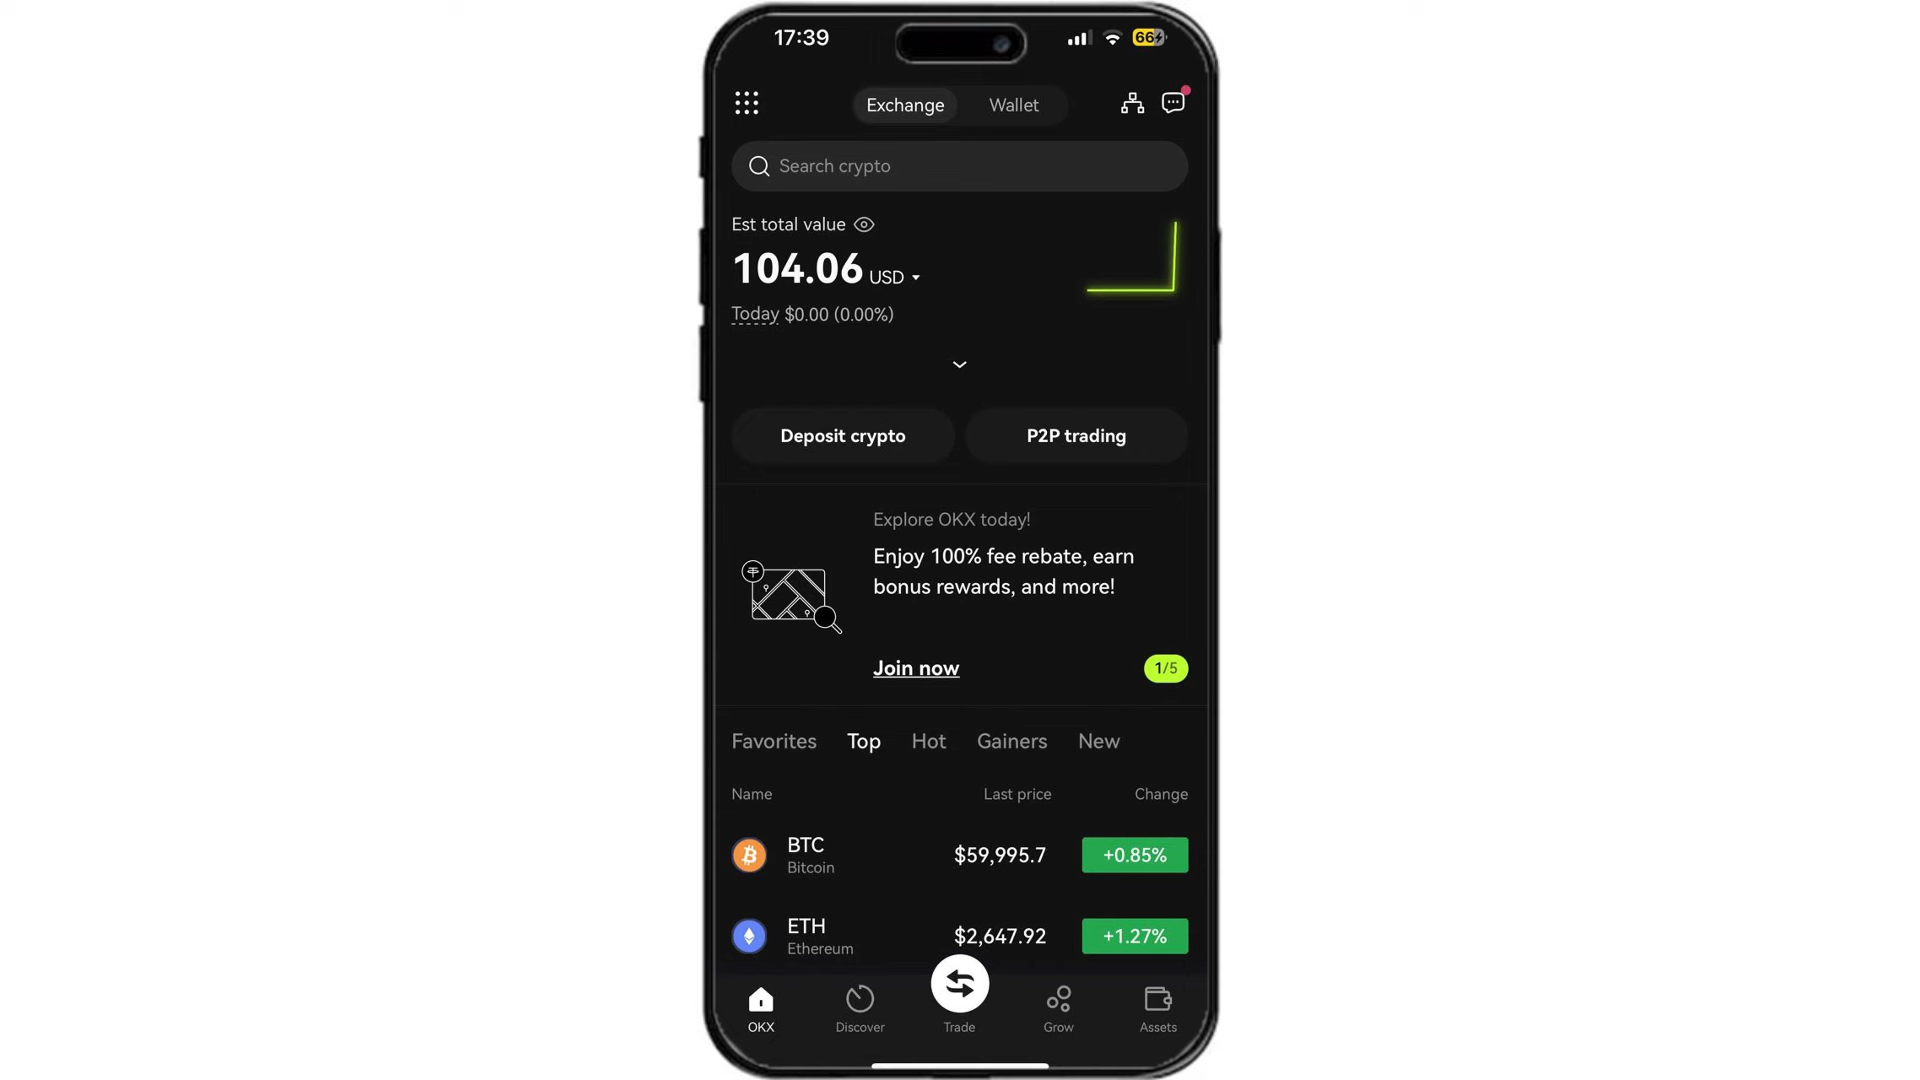 17:39
66
Exchange
Wallet
Search crypto
Est total value
104.06 USD
Today $0.00 (0.00%)
Deposit crypto
P2P trading
Explore OKX today!
Enjoy 100% fee rebate, earn
bonus rewards, and more!
Join now
1/5
Favorites Top Hot Gainers New
Name Last price Change
BTC
Bitcoin
$59,995.7
+0.85%
ETH
Ethereum
$2,647.92
+1.27%
OKX Discover Trade Grow Assets